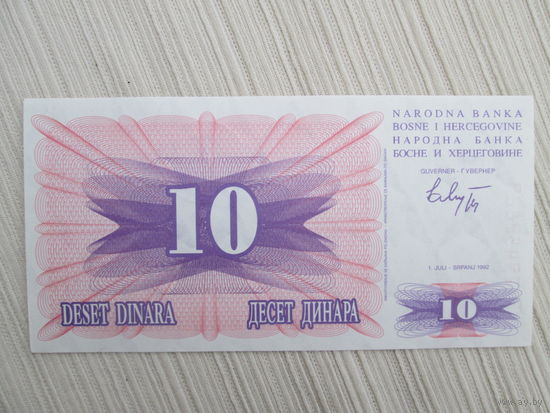 10
DESET DINARA
ДЕСЕТ ДИНАРА
NARODNA BANKA
BOSNE I HERCEGOVINE
НАРОДНА БАНКА
БОСНЕ И ХЕРЦЕГОВИНЕ
GUVERNER - ГУВЕРНЕР
1. JULI - SRPANJ 1992
10